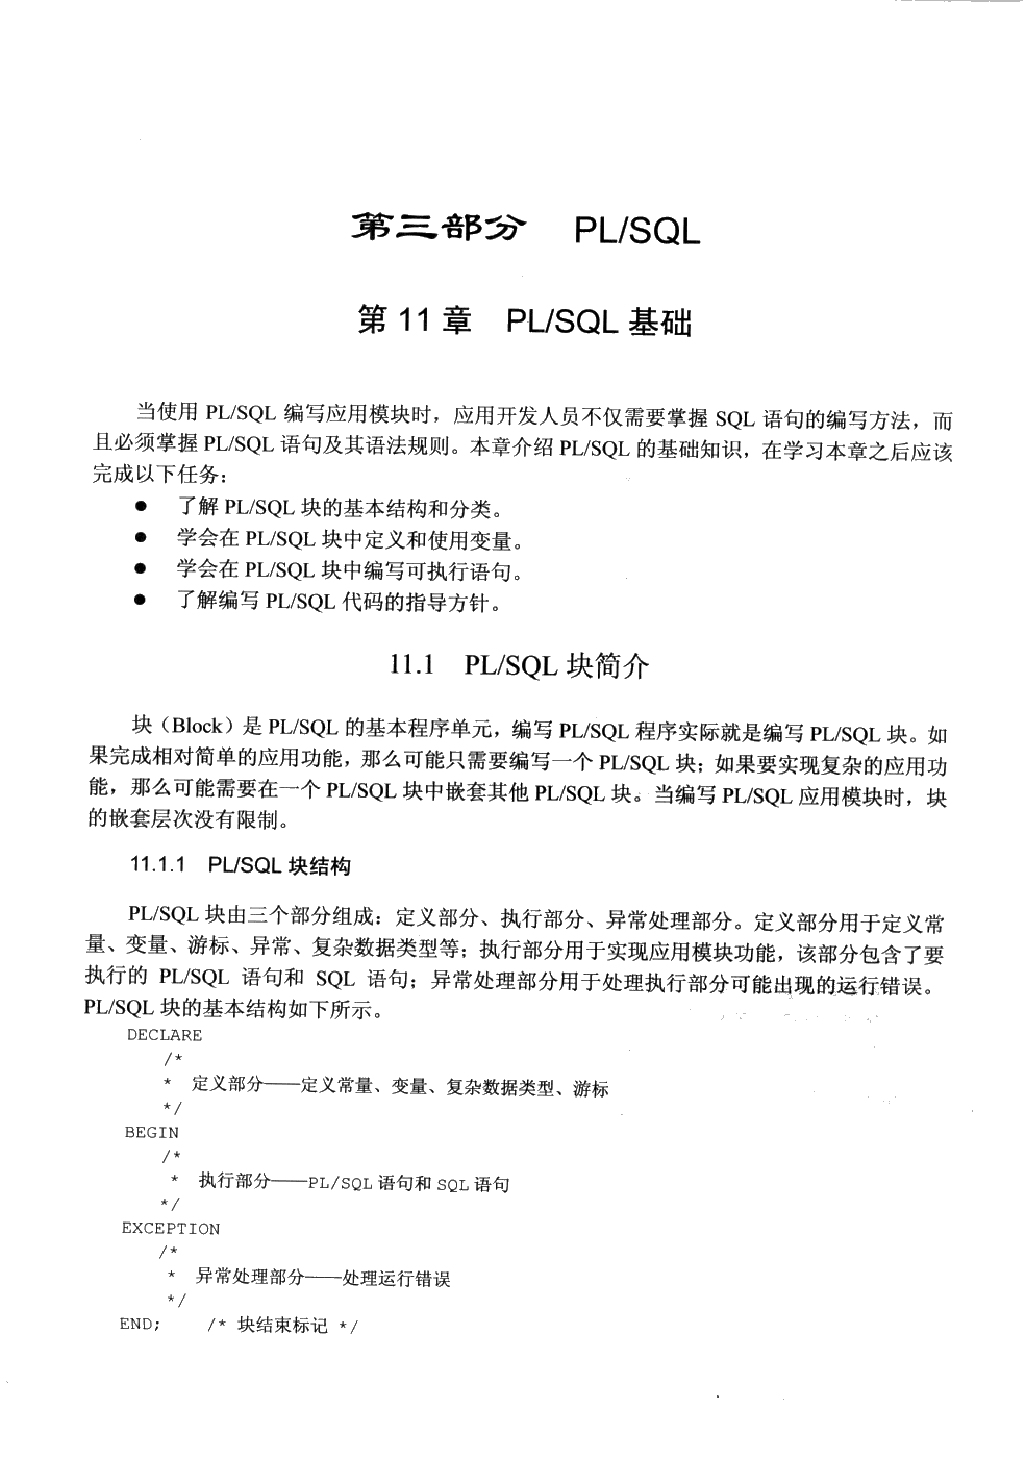 第三部分 PL/SQL
第 11 章 PL/SQL 基础
当使用 PL/SQL 编写应用模块时，应用开发人员不仅需要掌握 SQL 语句的编写方法，而
且必须掌握 PL/SQL 语句及其语法规则。本章介绍 PL/SQL 的基础知识，在学习本章之后应该
完成以下任务：
● 了解 PL/SQL 块的基本结构和分类。
● 学会在 PL/SQL 块中定义和使用变量。
● 学会在 PL/SQL 块中编写可执行语句。
● 了解编写 PL/SQL 代码的指导方针。
11.1 PL/SQL 块简介
块（Block）是 PL/SQL 的基本程序单元，编写 PL/SQL 程序实际就是编写 PL/SQL 块。如
果完成相对简单的应用功能，那么可能只需要编写一个 PL/SQL 块；如果要实现复杂的应用功
能，那么可能需要在一个 PL/SQL 块中嵌套其他 PL/SQL 块。当编写 PL/SQL 应用模块时，块
的嵌套层次没有限制。
11.1.1 PL/SQL 块结构
PL/SQL 块由三个部分组成：定义部分、执行部分、异常处理部分。定义部分用于定义常
量、变量、游标、异常、复杂数据类型等；执行部分用于实现应用模块功能，该部分包含了要
执行的 PL/SQL 语句和 SQL 语句；异常处理部分用于处理执行部分可能出现的运行错误。
PL/SQL 块的基本结构如下所示。
DECLARE
/*
* 定义部分——定义常量、变量、复杂数据类型、游标
*/
BEGIN
/*
* 执行部分——PL/SQL 语句和 SQL 语句
*/
EXCEPTION
/*
* 异常处理部分——处理运行错误
*/
END; /* 块结束标记 */